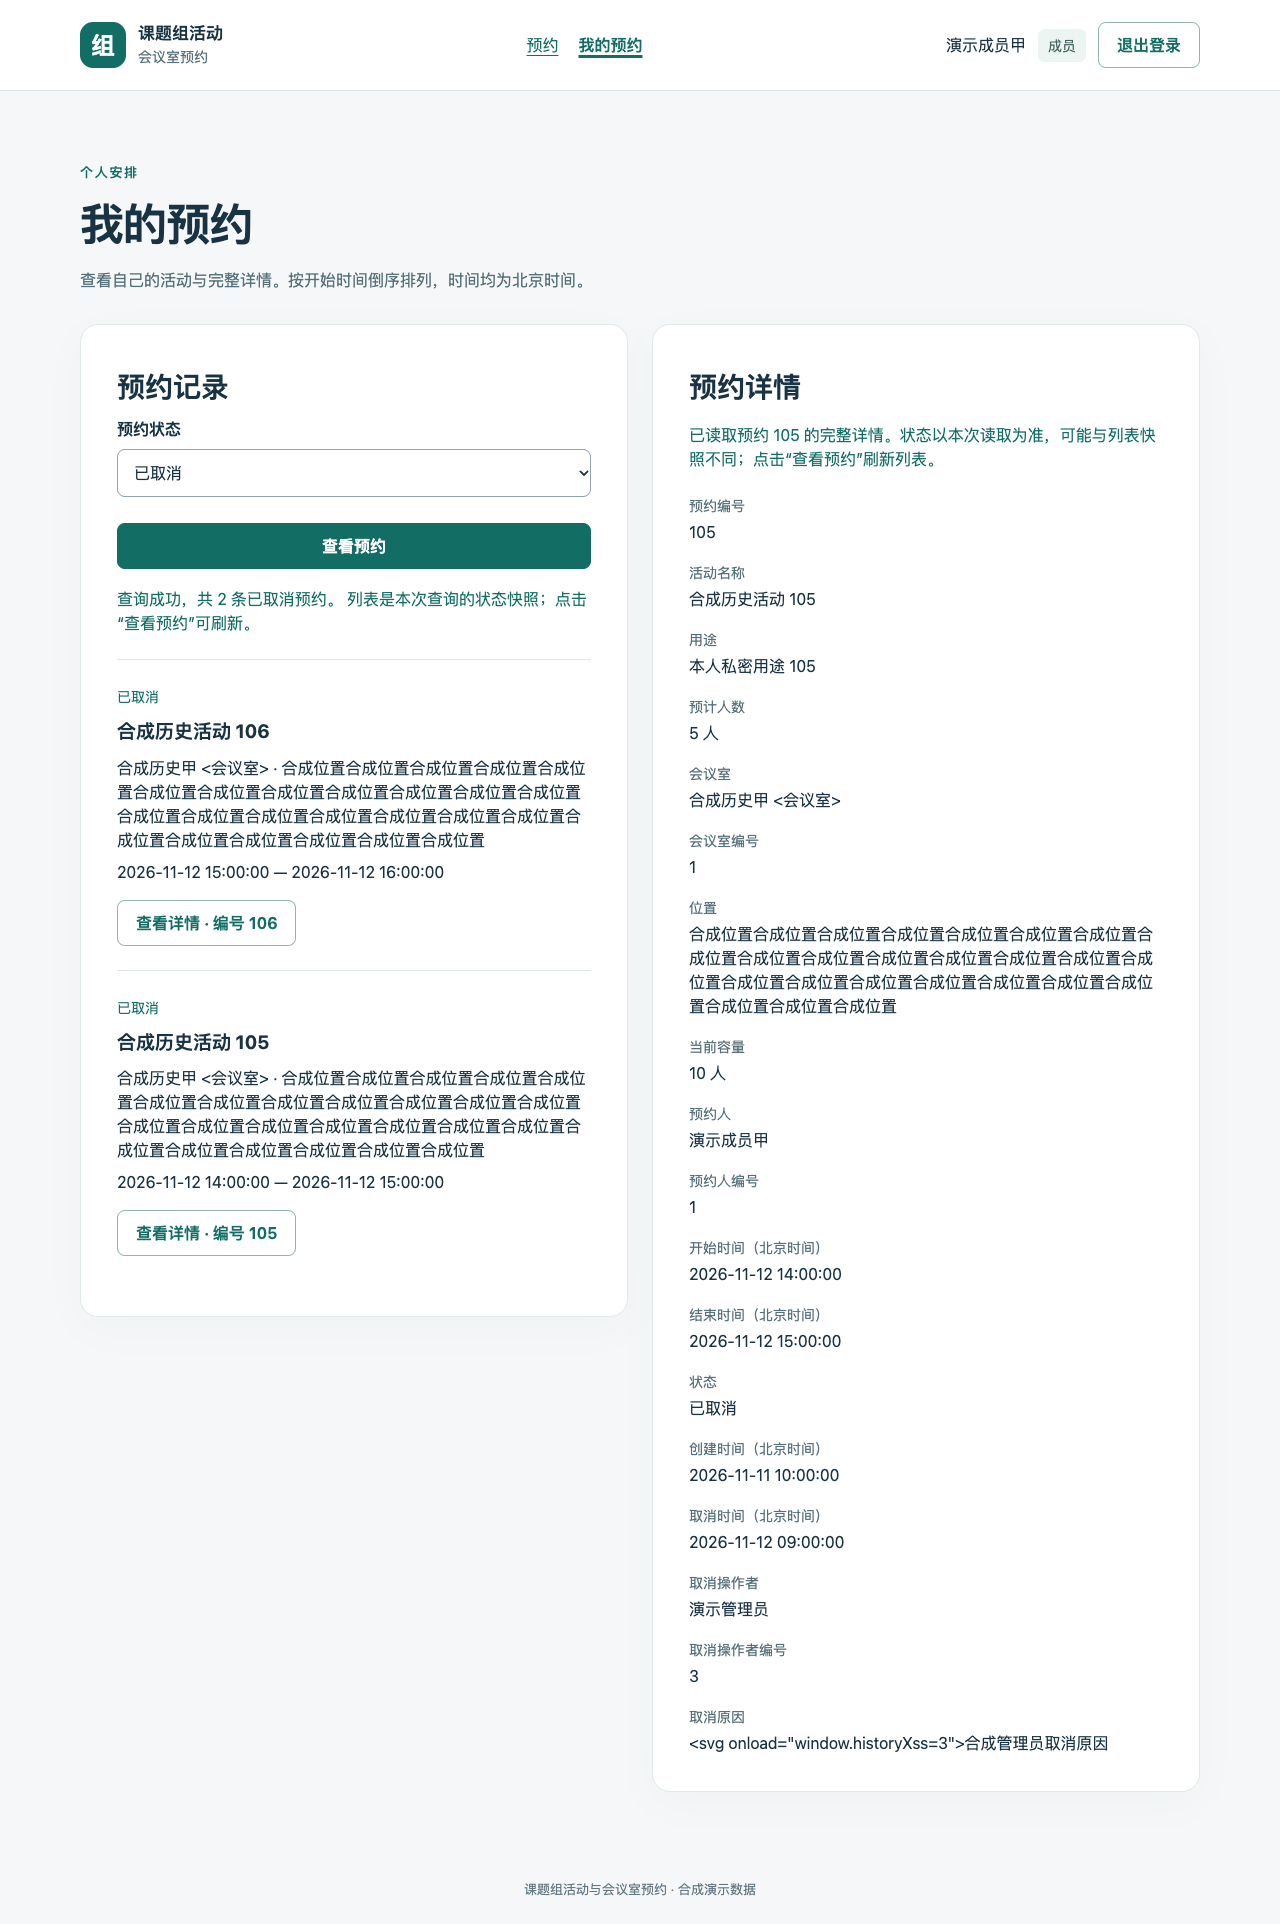 组
课题组活动
会议室预约
预约
我的预约
演示成员甲
成员
退出登录
个人安排
我的预约
查看自己的活动与完整详情。按开始时间倒序排列，时间均为北京时间。
预约记录
预约状态
已取消
查看预约
查询成功，共 2 条已取消预约。 列表是本次查询的状态快照；点击
“查看预约”可刷新。
已取消
合成历史活动 106
合成历史甲 <会议室> · 合成位置合成位置合成位置合成位置合成位
置合成位置合成位置合成位置合成位置合成位置合成位置合成位置
合成位置合成位置合成位置合成位置合成位置合成位置合成位置合
成位置合成位置合成位置合成位置合成位置合成位置
2026-11-12 15:00:00 — 2026-11-12 16:00:00
查看详情 · 编号 106
已取消
合成历史活动 105
合成历史甲 <会议室> · 合成位置合成位置合成位置合成位置合成位
置合成位置合成位置合成位置合成位置合成位置合成位置合成位置
合成位置合成位置合成位置合成位置合成位置合成位置合成位置合
成位置合成位置合成位置合成位置合成位置合成位置
2026-11-12 14:00:00 — 2026-11-12 15:00:00
查看详情 · 编号 105
预约详情
已读取预约 105 的完整详情。状态以本次读取为准，可能与列表快
照不同；点击“查看预约”刷新列表。
预约编号
105
活动名称
合成历史活动 105
用途
本人私密用途 105
预计人数
5 人
会议室
合成历史甲 <会议室>
会议室编号
1
位置
合成位置合成位置合成位置合成位置合成位置合成位置合成位置合
成位置合成位置合成位置合成位置合成位置合成位置合成位置合成
位置合成位置合成位置合成位置合成位置合成位置合成位置合成位
置合成位置合成位置合成位置
当前容量
10 人
预约人
演示成员甲
预约人编号
1
开始时间（北京时间）
2026-11-12 14:00:00
结束时间（北京时间）
2026-11-12 15:00:00
状态
已取消
创建时间（北京时间）
2026-11-11 10:00:00
取消时间（北京时间）
2026-11-12 09:00:00
取消操作者
演示管理员
取消操作者编号
3
取消原因
<svg onload="window.historyXss=3">合成管理员取消原因
课题组活动与会议室预约 · 合成演示数据